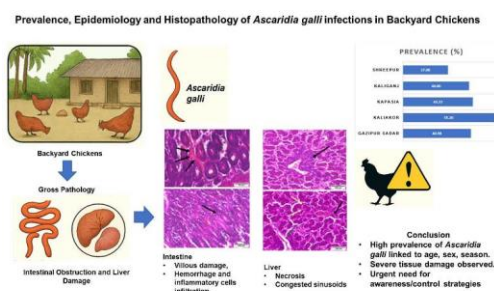 Prevalence, Epidemiology and Histopathology of Ascaridia galli infections in Backyard Chickens
Backyard Chickens
Gross Pathology
Intestinal Obstruction and Liver
Damage
Ascaridia
galli
Intestine
• Villous damage,
• Hemorrhage and
inflammatory cells
infiltration
Liver
• Necrosis
• Congested sinusoids
PREVALENCE (%)
SHREEPUR
KALIGANJ
KAPASIA
KALIAKOR
GAZIPUR SADAR
Conclusion
• High prevalence of Ascaridia
galli linked to age, sex, season.
• Severe tissue damage observed.
• Urgent need for
awareness/control strategies